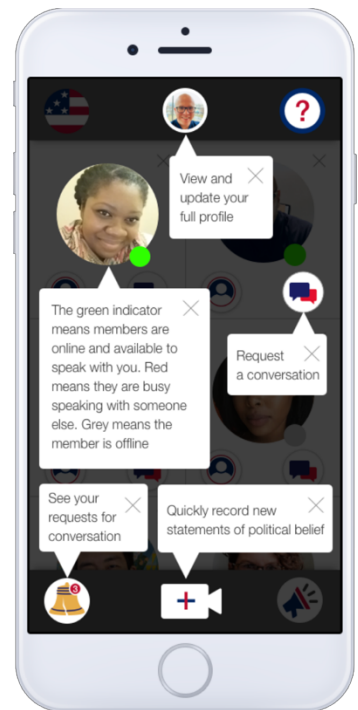 ?
View and
update your
full profile
The green indicator
means members are
online and available to
speak with you. Red
means they are busy
speaking with someone
else. Grey means the
member is offline
Request
a conversation
See your
requests for
conversation
Quickly record new
statements of political belief
3